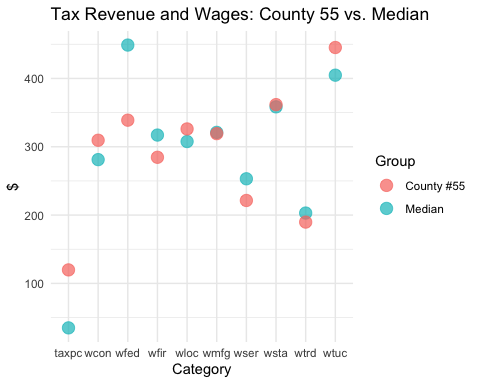 Tax Revenue and Wages: County 55 vs. Median
$
400
300
200
100
taxpc wcon wfed wfir wloc wmfg wser wsta wtrd wtuc
Category
Group
County #55
Median